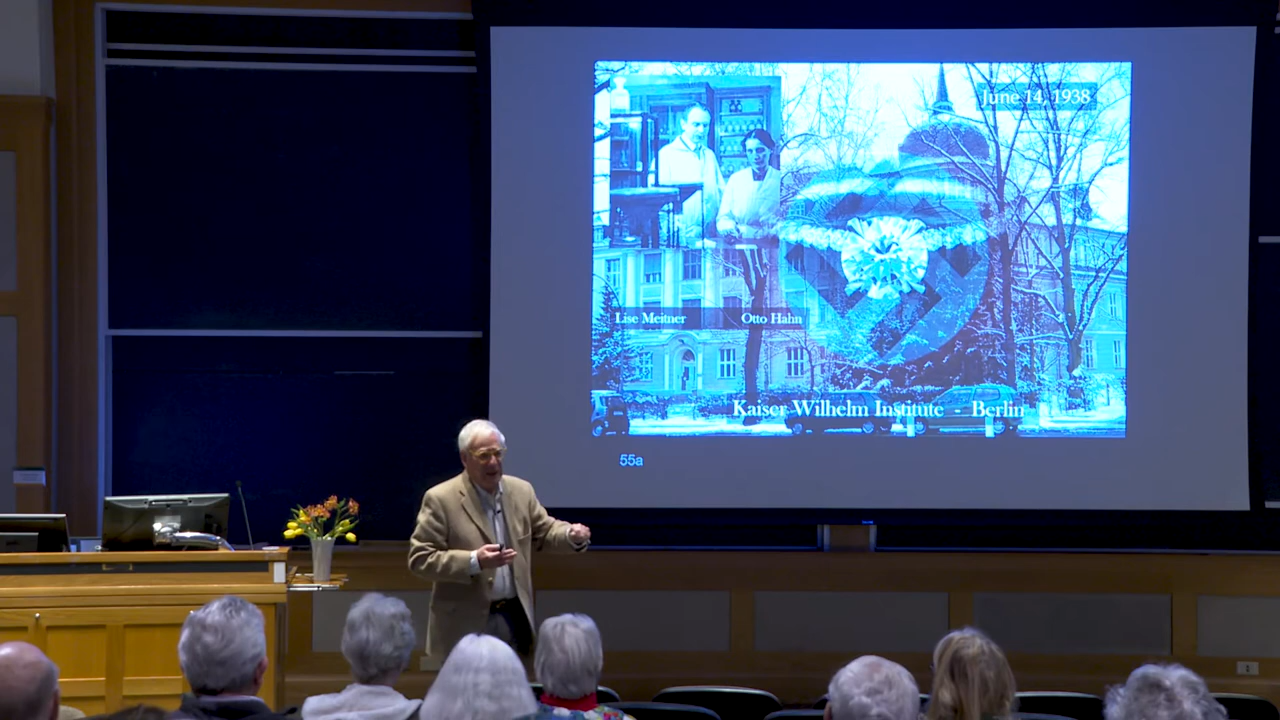 June 14, 1938
Lise Meitner
Otto Hahn
Kaiser Wilhelm Institute - Berlin
55a